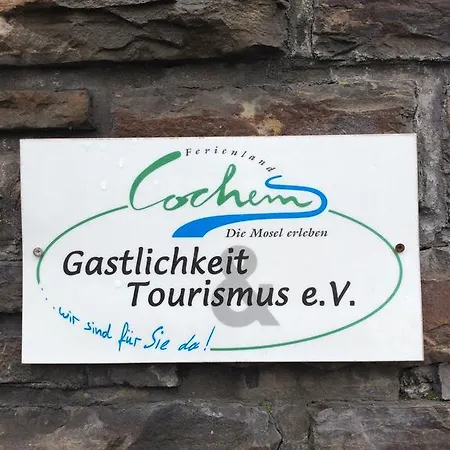 Ferienland
Cochem
Die Mosel erleben
Gastlichkeit
&
Tourismus e.V.
....wir sind für Sie da!